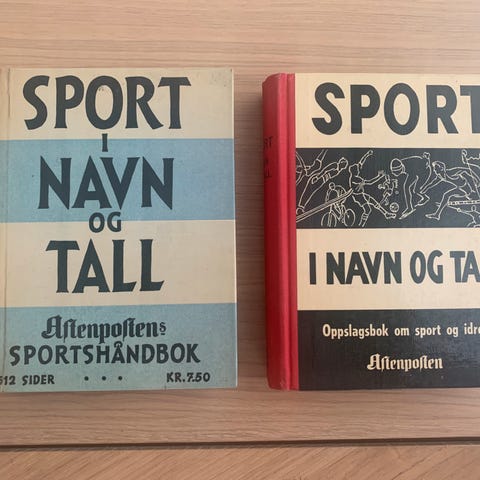 SPORT
I
NAVN
OG
TALL
Aftenpostens
SPORTSHÅNDBOK
512 SIDER • • • KR. 7.50
SPORT
I NAVN OG TA
Oppslagsbok om sport og idre
Aftenposten